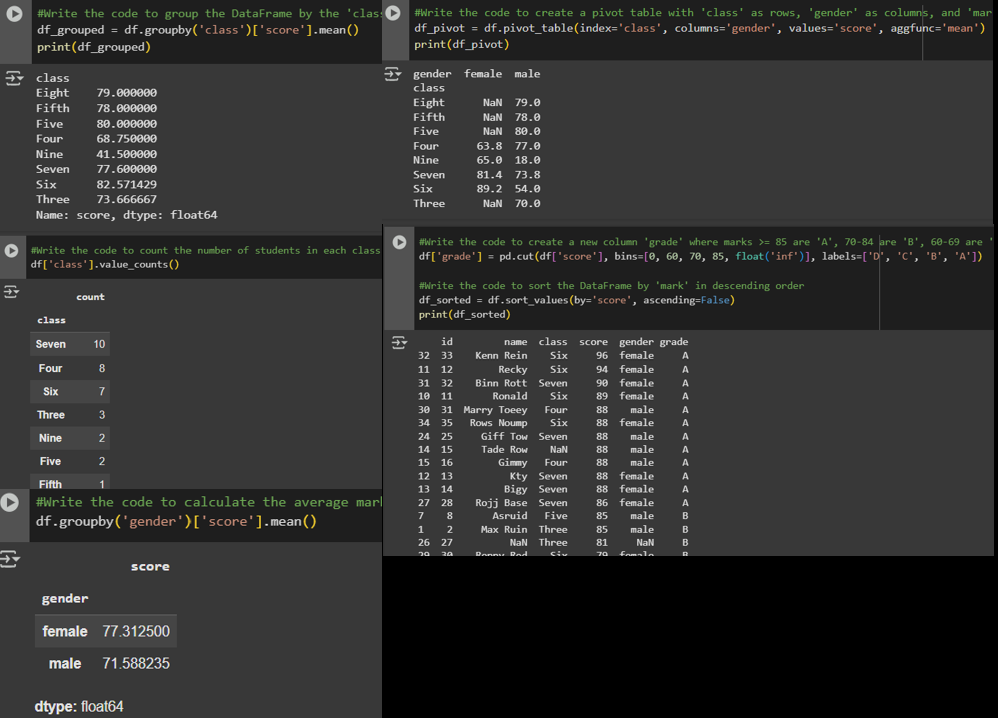 #Write the code to group the DataFrame by the 'clas
df_grouped = df.groupby('class')['score'].mean()
print(df_grouped)
class
Eight 79.000000
Fifth 78.000000
Five 80.000000
Four 68.750000
Nine 41.500000
Seven 77.600000
Six 82.571429
Three 73.666667
Name: score, dtype: float64
#Write the code to count the number of students in each class
df['class'].value_counts()
count
class
Seven 10
Four 8
Six 7
Three 3
Nine 2
Five 2
Fifth 1
#Write the code to calculate the average mar
df.groupby('gender')['score'].mean()
score
gender
female 77.312500
male 71.588235
dtype: float64
#Write the code to create a pivot table with 'class' as rows, 'gender' as columns, and 'mar
df_pivot = df.pivot_table(index='class', columns='gender', values='score', aggfunc='mean')
print(df_pivot)
gender female male
class
Eight NaN 79.0
Fifth NaN 78.0
Five NaN 80.0
Four 63.8 77.0
Nine 65.0 18.0
Seven 81.4 73.8
Six 89.2 54.0
Three NaN 70.0
#Write the code to create a new column 'grade' where marks >= 85 are 'A', 70-84 are 'B', 60-69 are '
df['grade'] = pd.cut(df['score'], bins=[0, 60, 70, 85, float('inf')], labels=['D', 'C', 'B', 'A'])
#Write the code to sort the DataFrame by 'mark' in descending order
df_sorted = df.sort_values(by='score', ascending=False)
print(df_sorted)
id name class score gender grade
32 33 Kenn Rein Six 96 female A
11 12 Recky Six 94 female A
31 32 Binn Rott Seven 90 female A
10 11 Ronald Six 89 female A
30 31 Marry Toeey Four 88 male A
34 35 Rows Noump Six 88 female A
24 25 Giff Tow Seven 88 male A
14 15 Tade Row NaN 88 male A
15 16 Gimmy Four 88 male A
12 13 Kty Seven 88 female A
13 14 Bigy Seven 88 female A
27 28 Rojj Base Seven 86 female A
7 8 Asruid Five 85 male B
1 2 Max Ruin Three 85 male B
26 27 NaN Three 81 NaN B
29 30 Reppy Red Six 79 female B